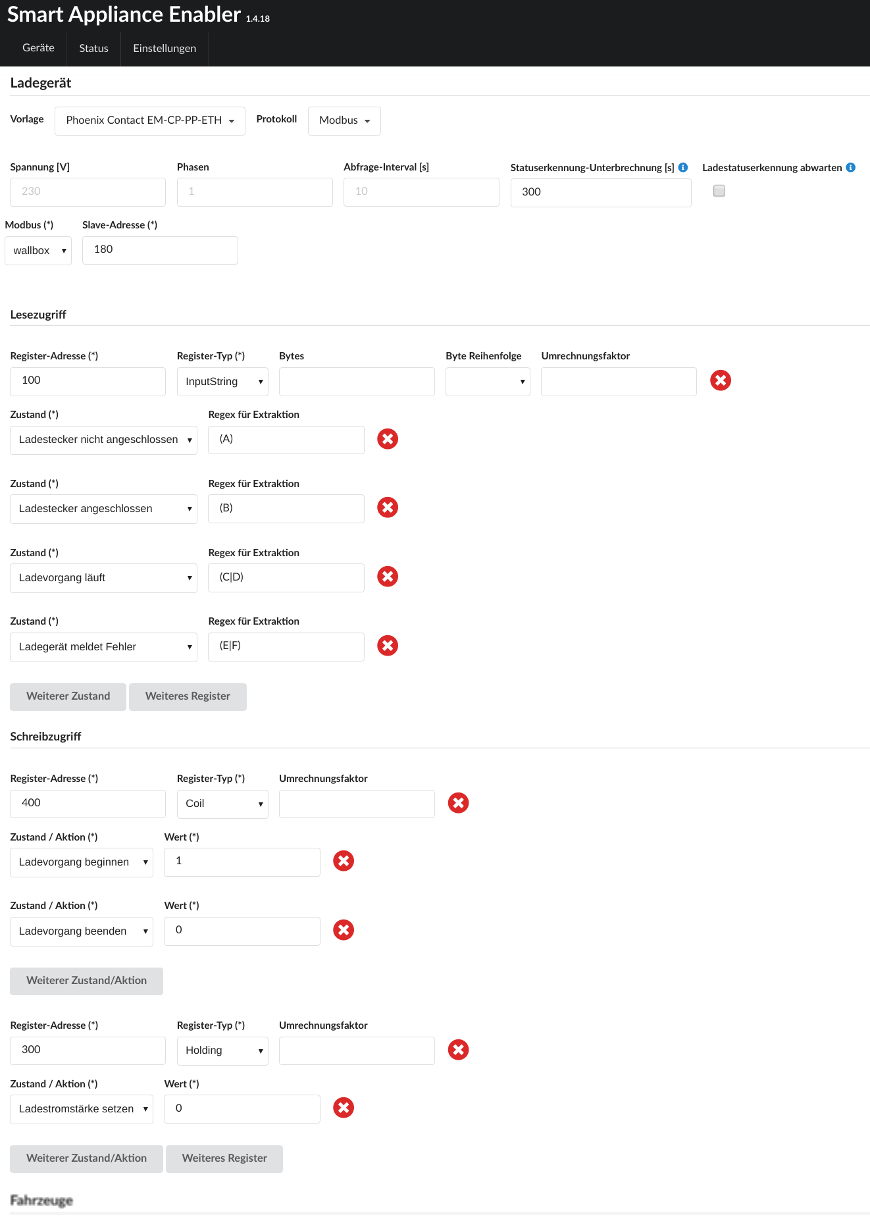 Smart Appliance Enabler 1.4.18
Geräte Status Einstellungen
Ladegerät
Vorlage Phoenix Contact EM-CP-PP-ETH Protokoll Modbus
Spannung [V] Phasen Abfrage-Interval [s] Statuserkennung-Unterbrechnung [s] Ladestatuserkennung abwarten
230 1 10 300
Modbus (*) Slave-Adresse (*)
wallbox 180
Lesezugriff
Register-Adresse (*) Register-Typ (*) Bytes Byte Reihenfolge Umrechnungsfaktor
100 InputString
Zustand (*) Regex für Extraktion
Ladestecker nicht angeschlossen (A)
Zustand (*) Regex für Extraktion
Ladestecker angeschlossen (B)
Zustand (*) Regex für Extraktion
Ladevorgang läuft (C|D)
Zustand (*) Regex für Extraktion
Ladegerät meldet Fehler (E|F)
Weiterer Zustand Weiteres Register
Schreibzugriff
Register-Adresse (*) Register-Typ (*) Umrechnungsfaktor
400 Coil
Zustand / Aktion (*) Wert (*)
Ladevorgang beginnen 1
Zustand / Aktion (*) Wert (*)
Ladevorgang beenden 0
Weiterer Zustand/Aktion
Register-Adresse (*) Register-Typ (*) Umrechnungsfaktor
300 Holding
Zustand / Aktion (*) Wert (*)
Ladestromstärke setzen 0
Weiterer Zustand/Aktion Weiteres Register
Fahrzeuge